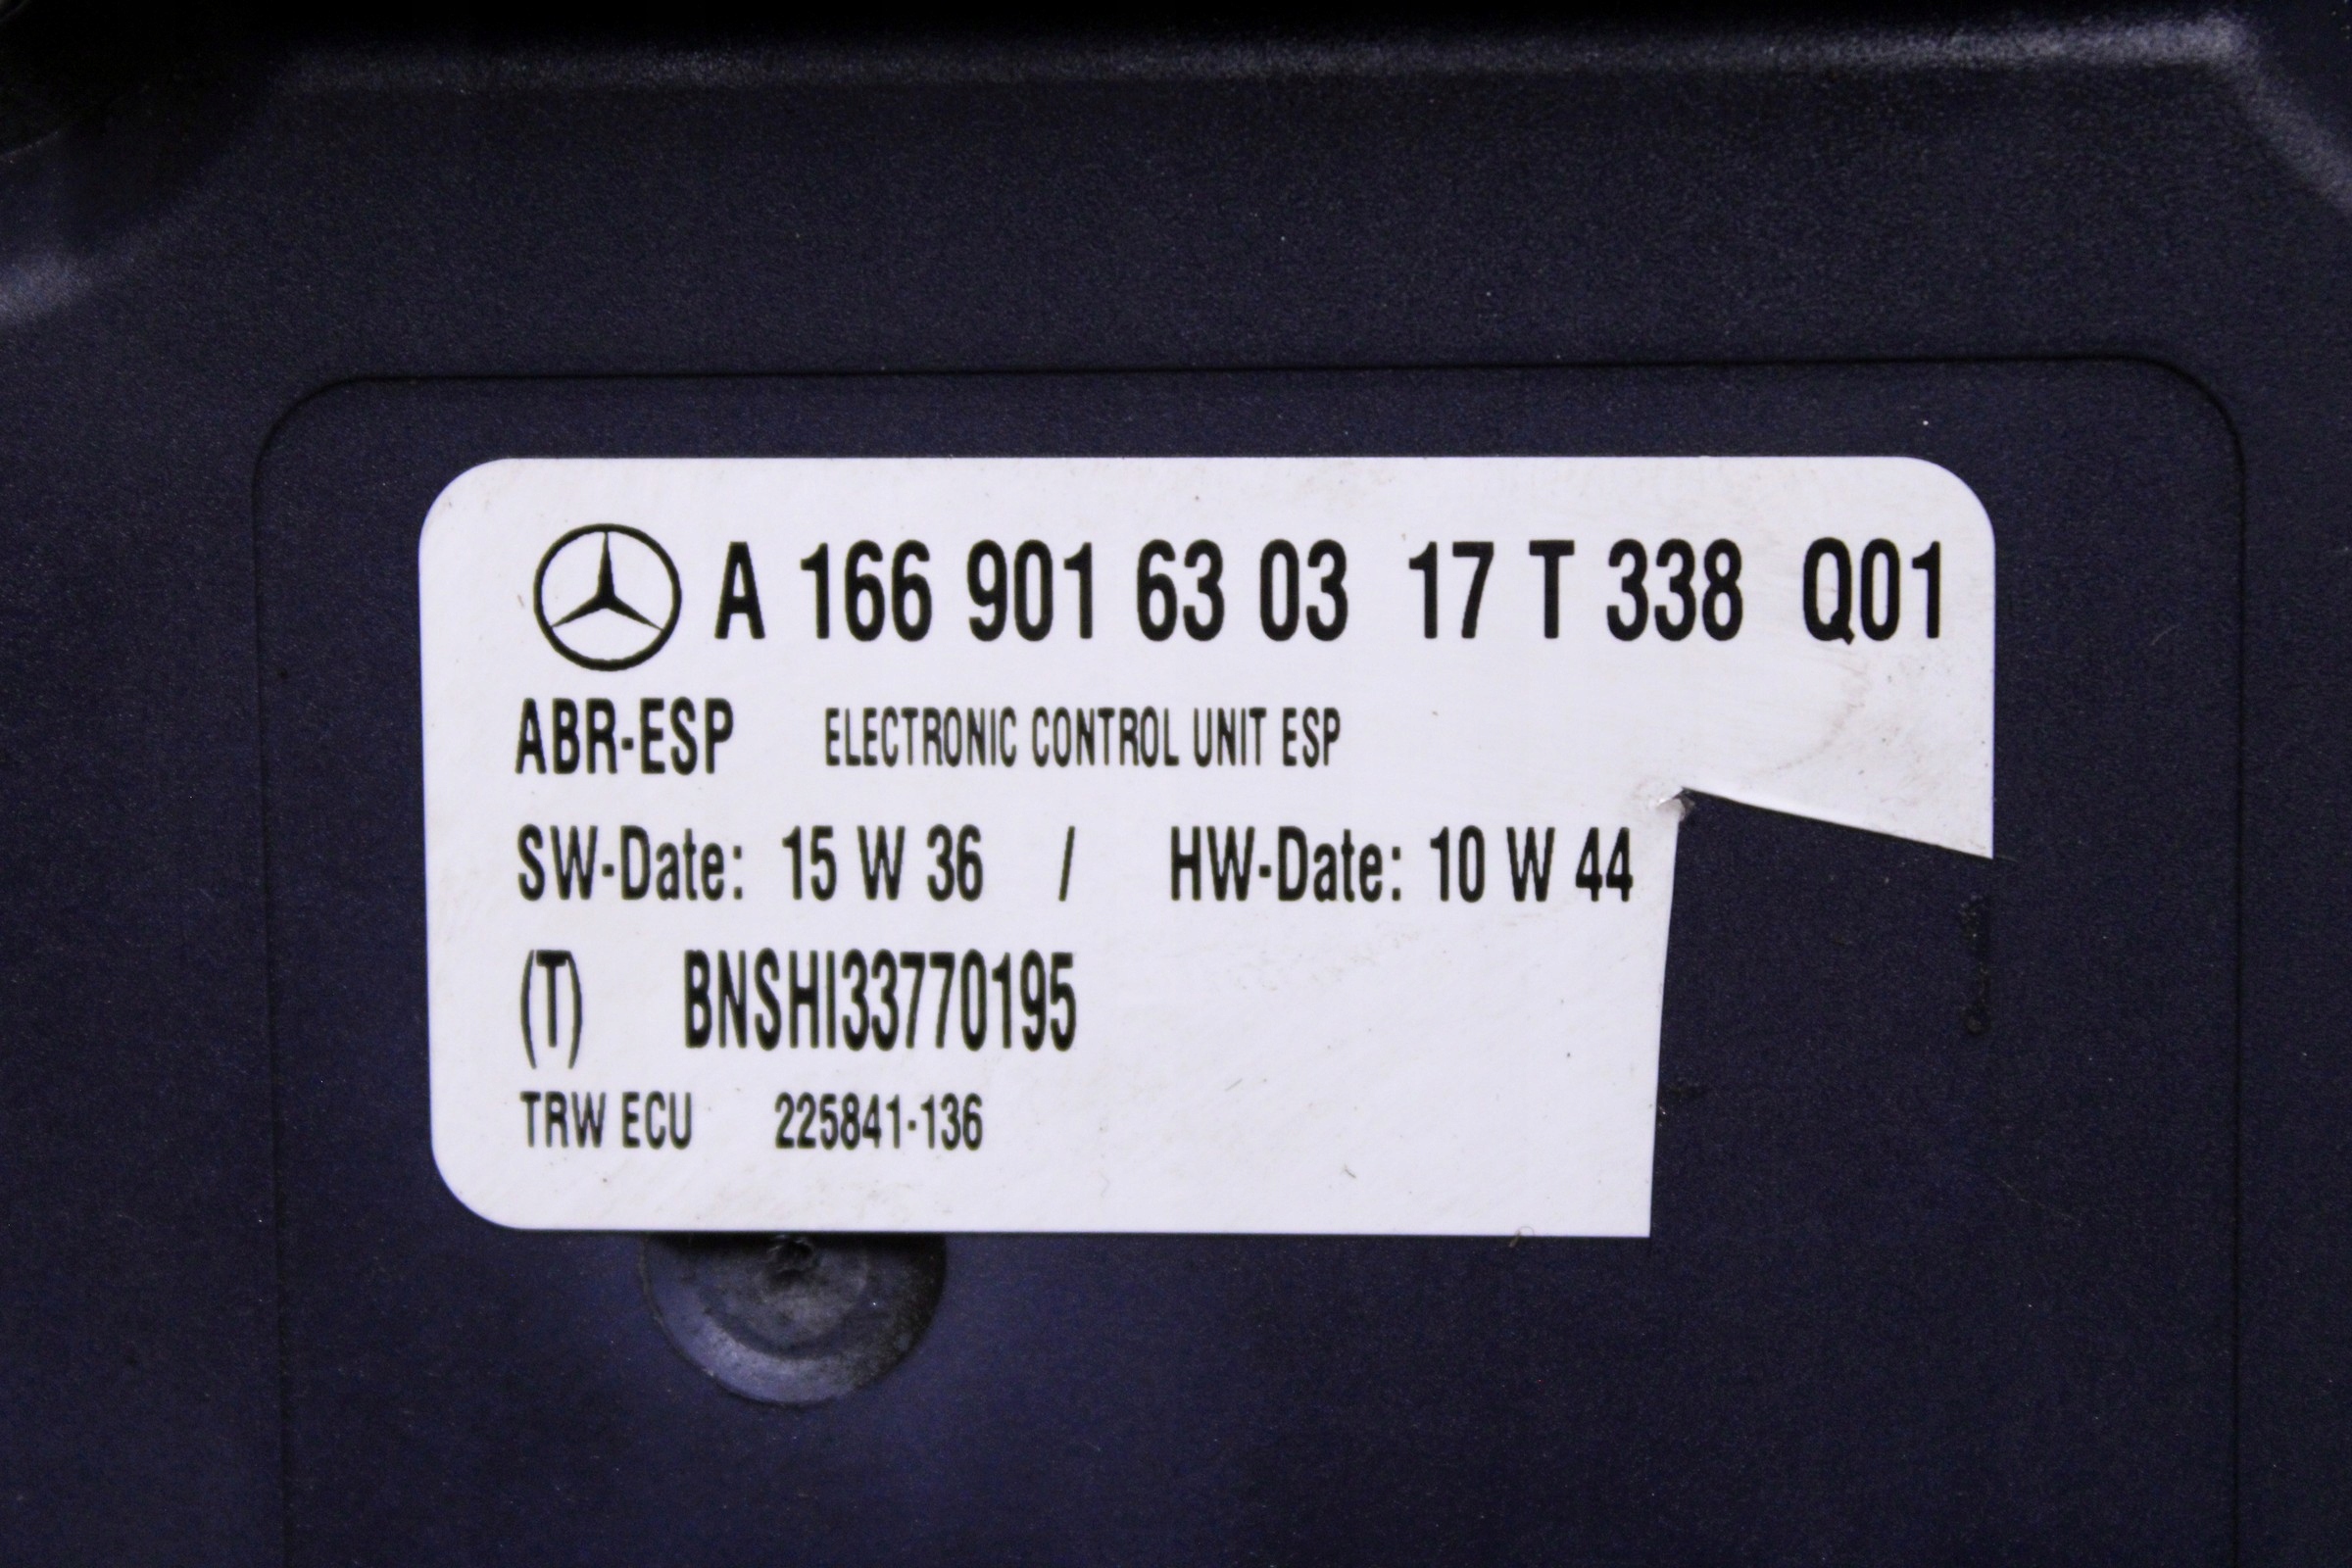 A 166 901 63 03 17 T 338 Q01
ABR-ESP ELECTRONIC CONTROL UNIT ESP
SW-Date: 15 W 36 / HW-Date: 10 W 44
(T) BNSHI33770195
TRW ECU 225841-136